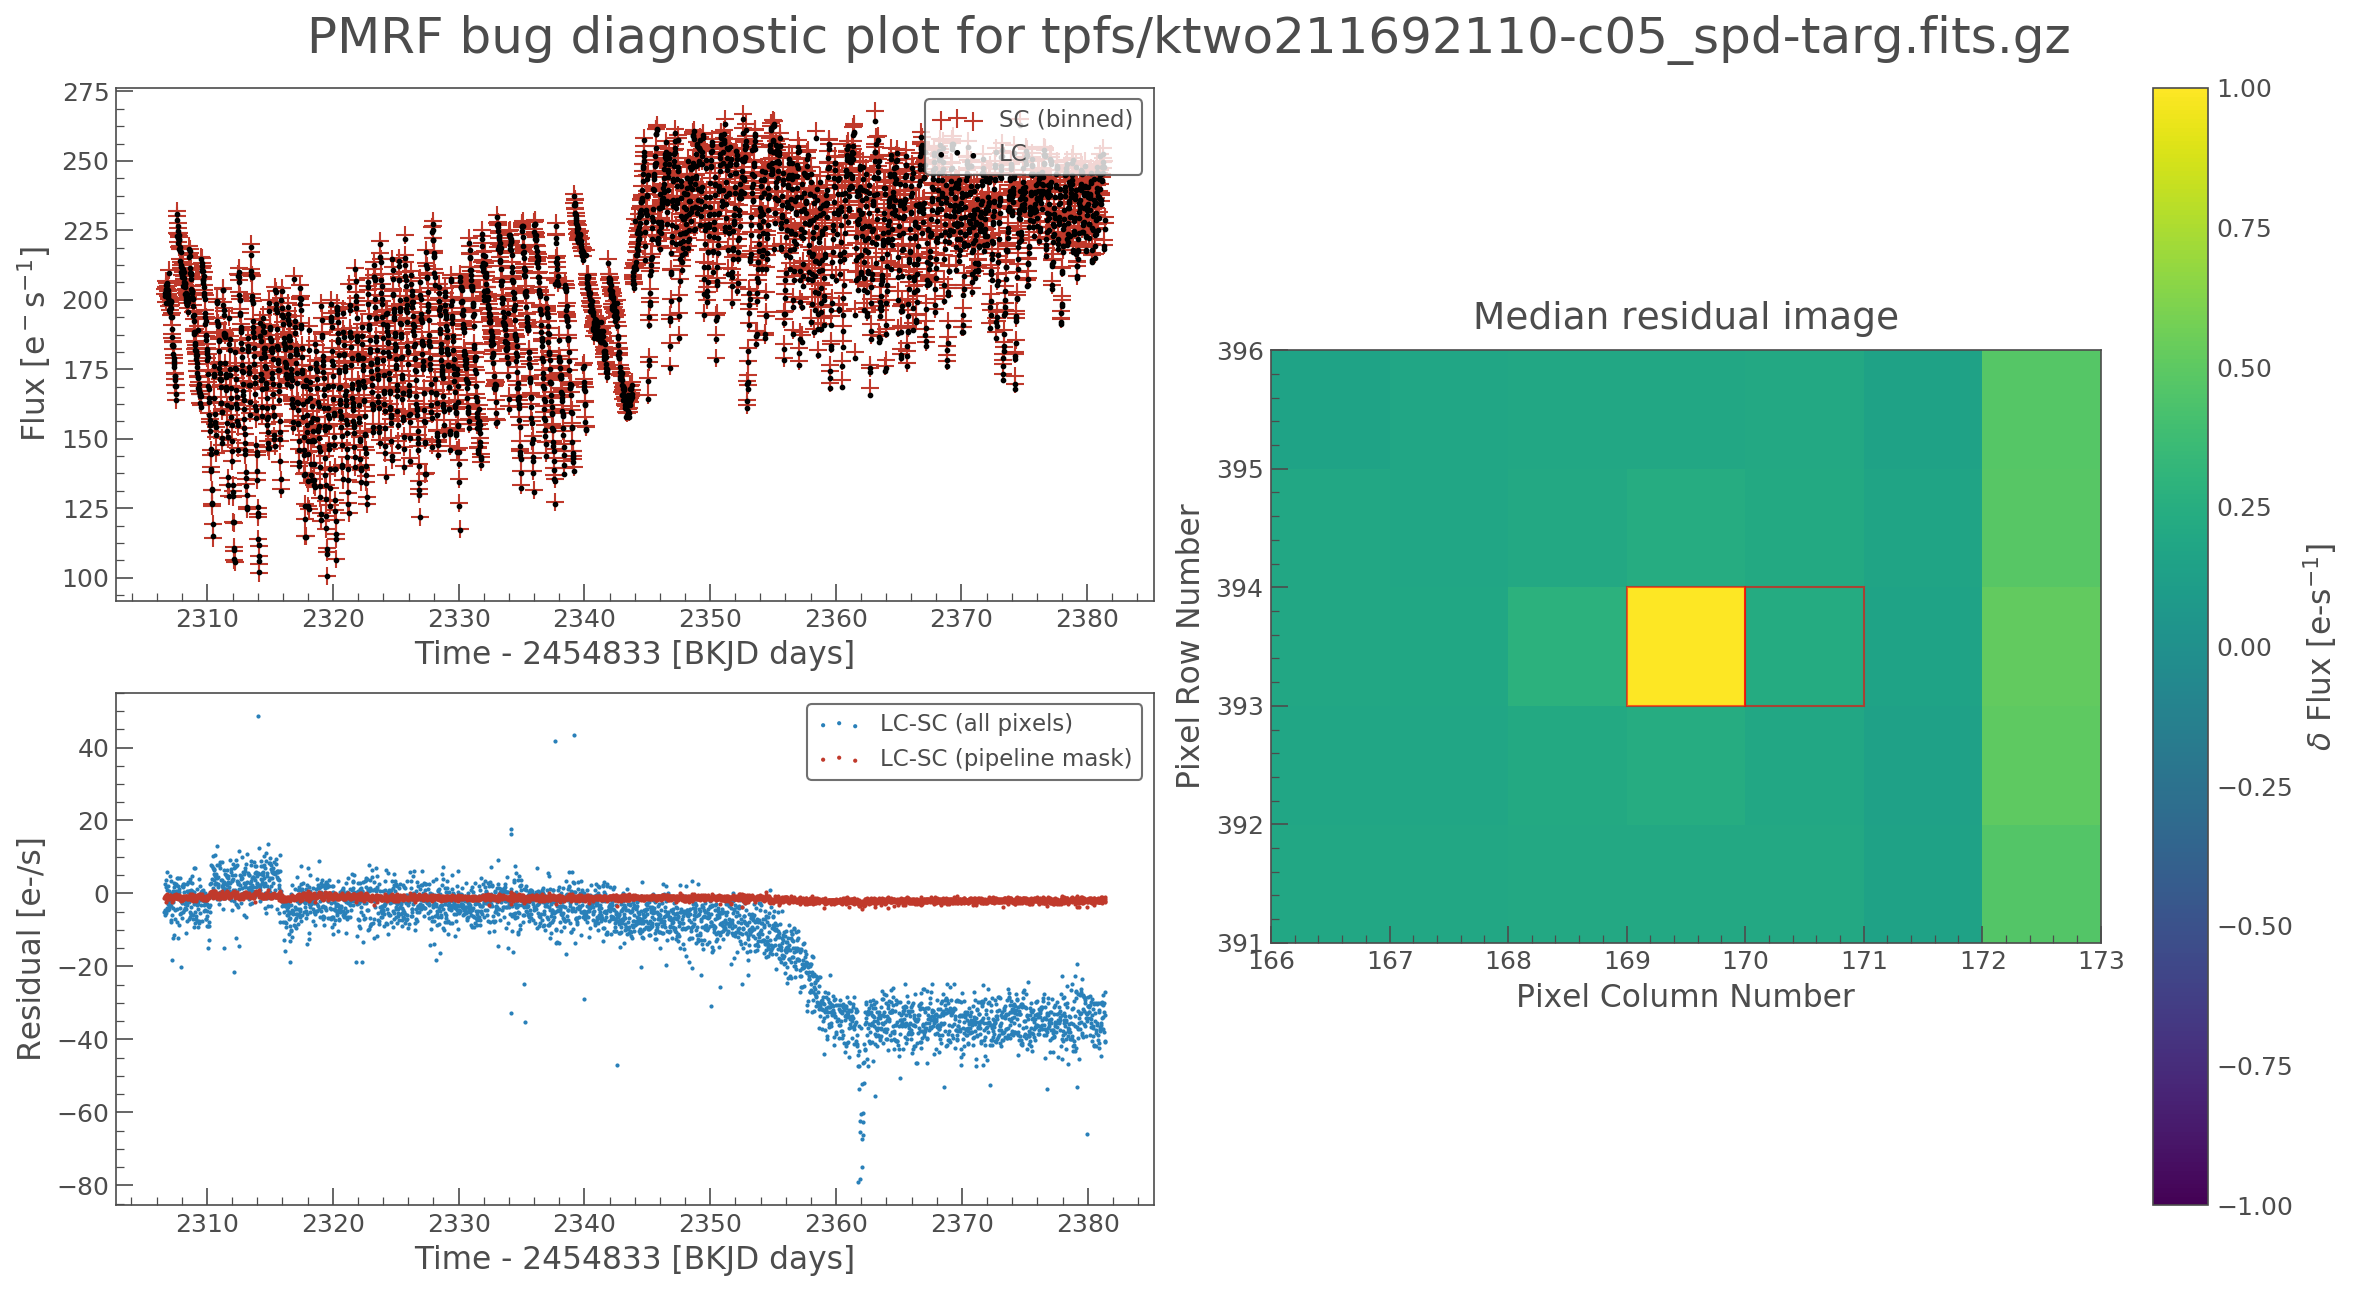 PMRF bug diagnostic plot for tpfs/ktwo211692110-c05_spd-targ.fits.gz
275
250
225
200
175
150
125
100
Flux [e⁻ s⁻¹]
SC (binned)
LC
2310 2320 2330 2340 2350 2360 2370 2380
Time - 2454833 [BKJD days]
40
20
0
−20
−40
−60
−80
Residual [e-/s]
LC-SC (all pixels)
LC-SC (pipeline mask)
2310 2320 2330 2340 2350 2360 2370 2380
Time - 2454833 [BKJD days]
Median residual image
396
395
394
393
392
391
Pixel Row Number
166 167 168 169 170 171 172 173
Pixel Column Number
1.00
0.75
0.50
0.25
0.00
−0.25
−0.50
−0.75
−1.00
δ Flux [e-s⁻¹]